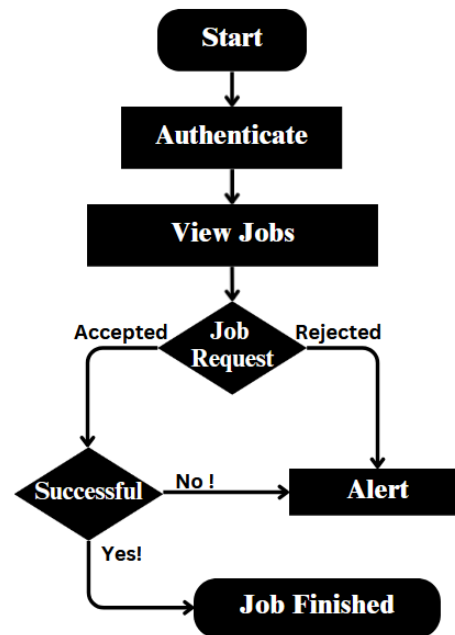 Start
Authenticate
View Jobs
Accepted
Job
Request
Rejected
Successful
No !
Alert
Yes!
Job Finished